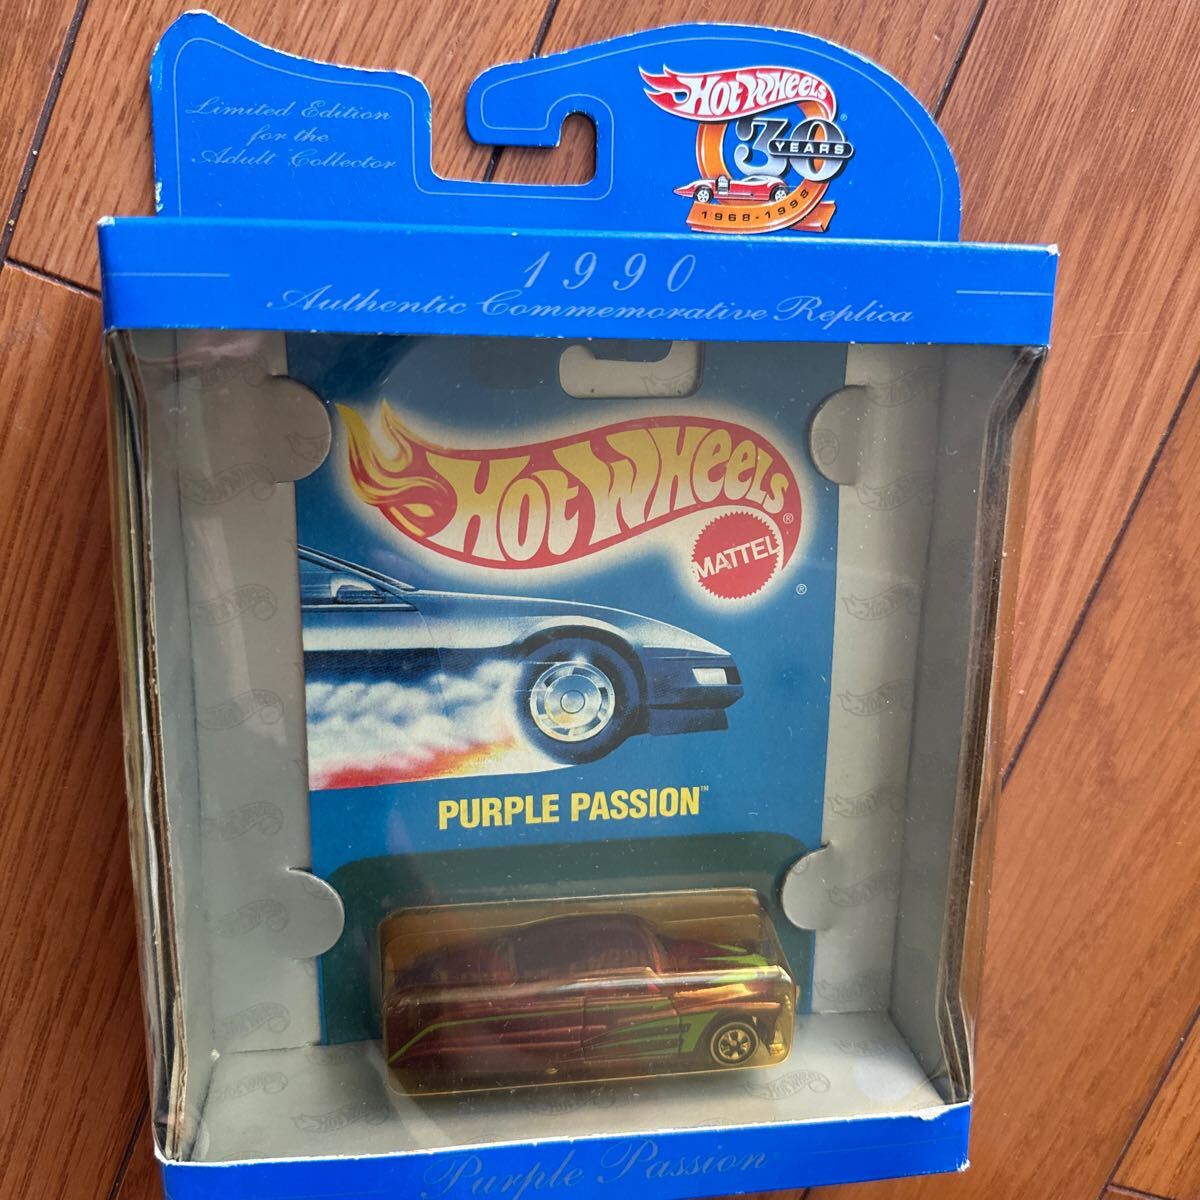 Limited Edition
for the
Adult Collector
HOT WHEELS®
30
YEARS
1968-1998
1990
Authentic Commemorative Replica
HOT WHEELS®
MATTEL
®
PURPLE PASSION™
Purple Passion